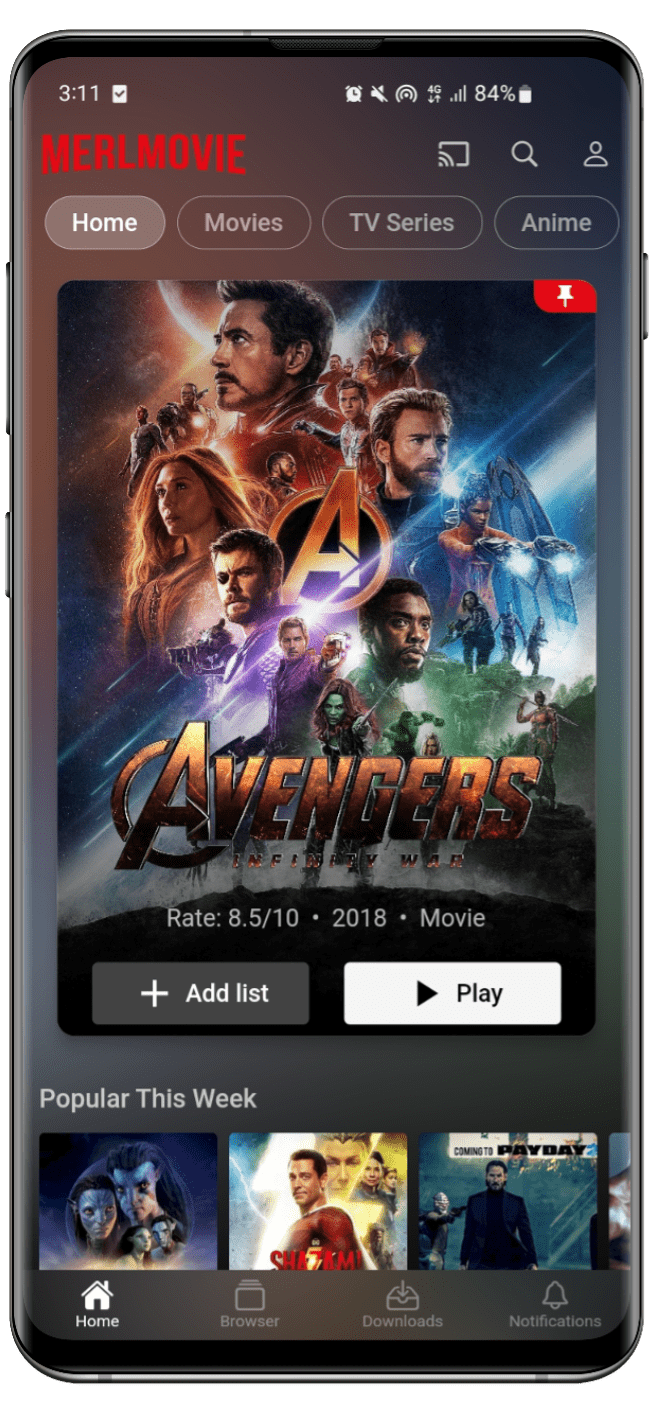 3:11 4G 84%
MERLMOVIE
Home Movies TV Series Anime
AVENGERS
INFINITY WAR
Rate: 8.5/10 • 2018 • Movie
+ Add list Play
Popular This Week
COMING TO PAYDAY 2
SHAZAM!
Home Browser Downloads Notifications